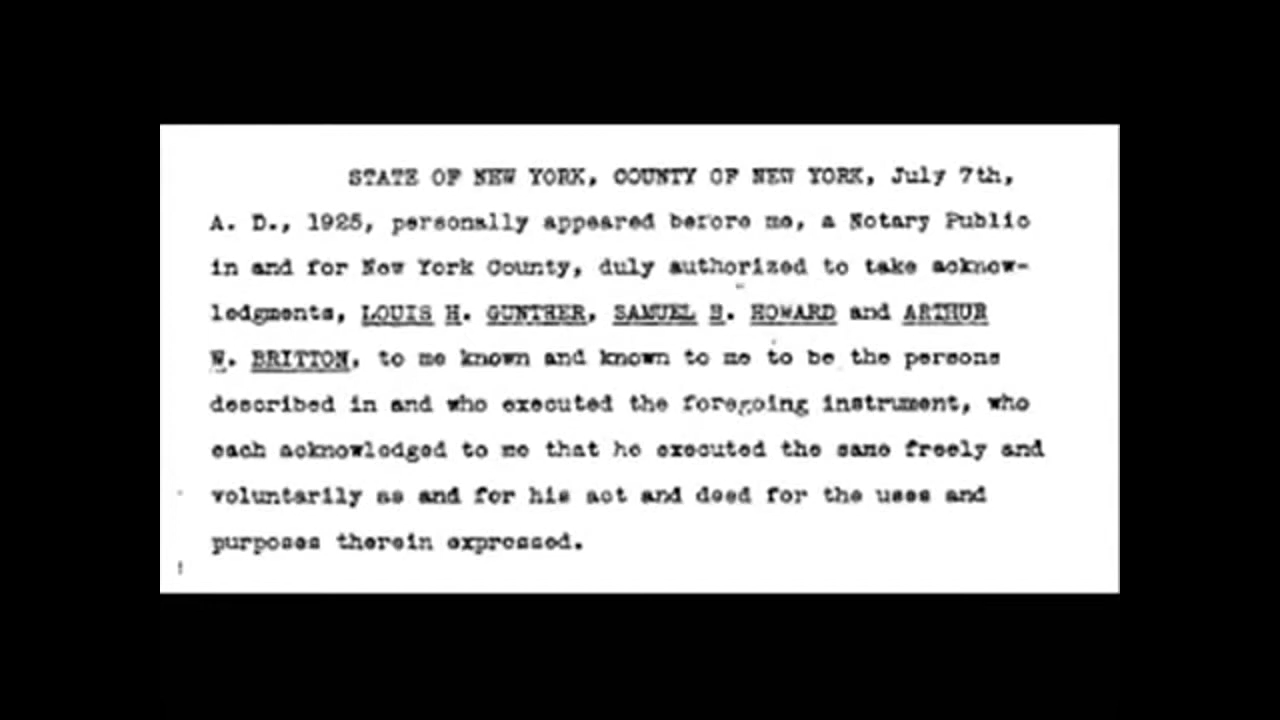 STATE OF NEW YORK, COUNTY OF NEW YORK, July 7th,
A. D., 1925, personally appeared before me, a Notary Public
in and for New York County, duly authorized to take acknow-
ledgments, LOUIS H. GUNTHER, SAMUEL B. HOWARD and ARTHUR
W. BRITTON, to me known and known to me to be the persons
described in and who executed the foregoing instrument, who
each acknowledged to me that he executed the same freely and
voluntarily as and for his act and deed for the uses and
purposes therein expressed.